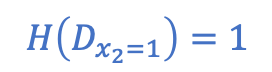 H(D_{x_2=1}) = 1